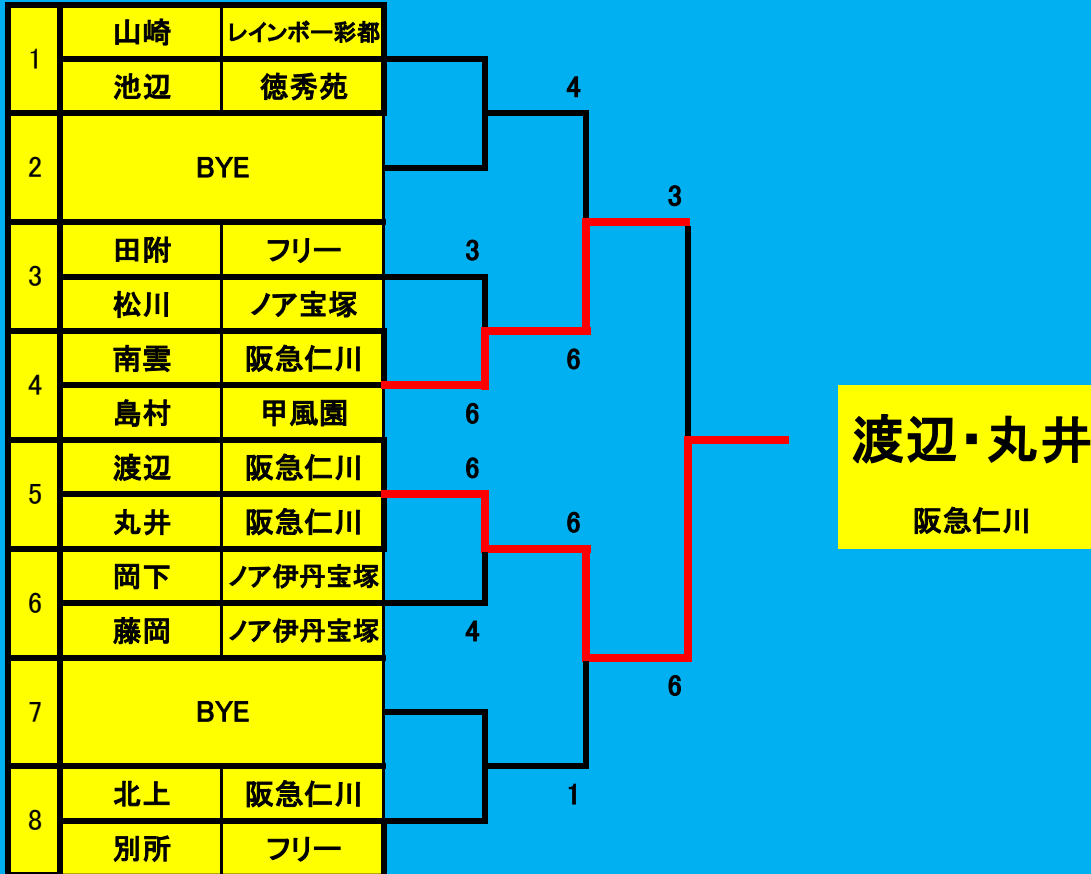 1 山崎 レインボー彩都
池辺 徳秀苑
4
2 BYE
3
3 田附 フリー 3
松川 ノア宝塚
4 南雲 阪急仁川 6
島村 甲風園 6
渡辺・丸井
5 渡辺 阪急仁川 6
丸井 阪急仁川 6
阪急仁川
6 岡下 ノア伊丹宝塚
藤岡 ノア伊丹宝塚 4
6
7 BYE
8 北上 阪急仁川 1
別所 フリー